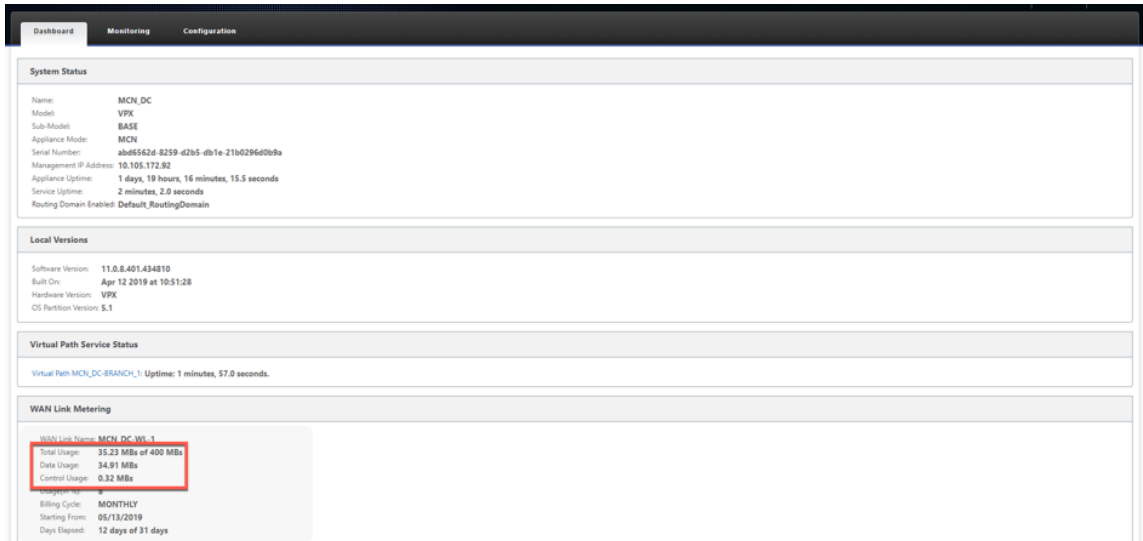 Dashboard Monitoring Configuration
System Status
Name: MCN_DC
Model: VPX
Sub-Model: BASE
Appliance Mode: MCN
Serial Number: abd6562d-8259-d2b5-db1e-21b0296d0b9a
Management IP Address: 10.105.172.92
Appliance Uptime: 1 days, 19 hours, 16 minutes, 15.5 seconds
Service Uptime: 2 minutes, 2.0 seconds
Routing Domain Enabled: Default_RoutingDomain
Local Versions
Software Version: 11.0.8.401.434810
Built On: Apr 12 2019 at 10:51:28
Hardware Version: VPX
OS Partition Version: 5.1
Virtual Path Service Status
Virtual Path MCN_DC-BRANCH_1: Uptime: 1 minutes, 57.0 seconds.
WAN Link Metering
WAN Link Name: MCN_DC-WL-1
Total Usage: 35.23 MBs of 400 MBs
Data Usage: 34.91 MBs
Control Usage: 0.32 MBs
Usage(in %): 8
Billing Cycle: MONTHLY
Starting From: 05/13/2019
Days Elapsed: 12 days of 31 days